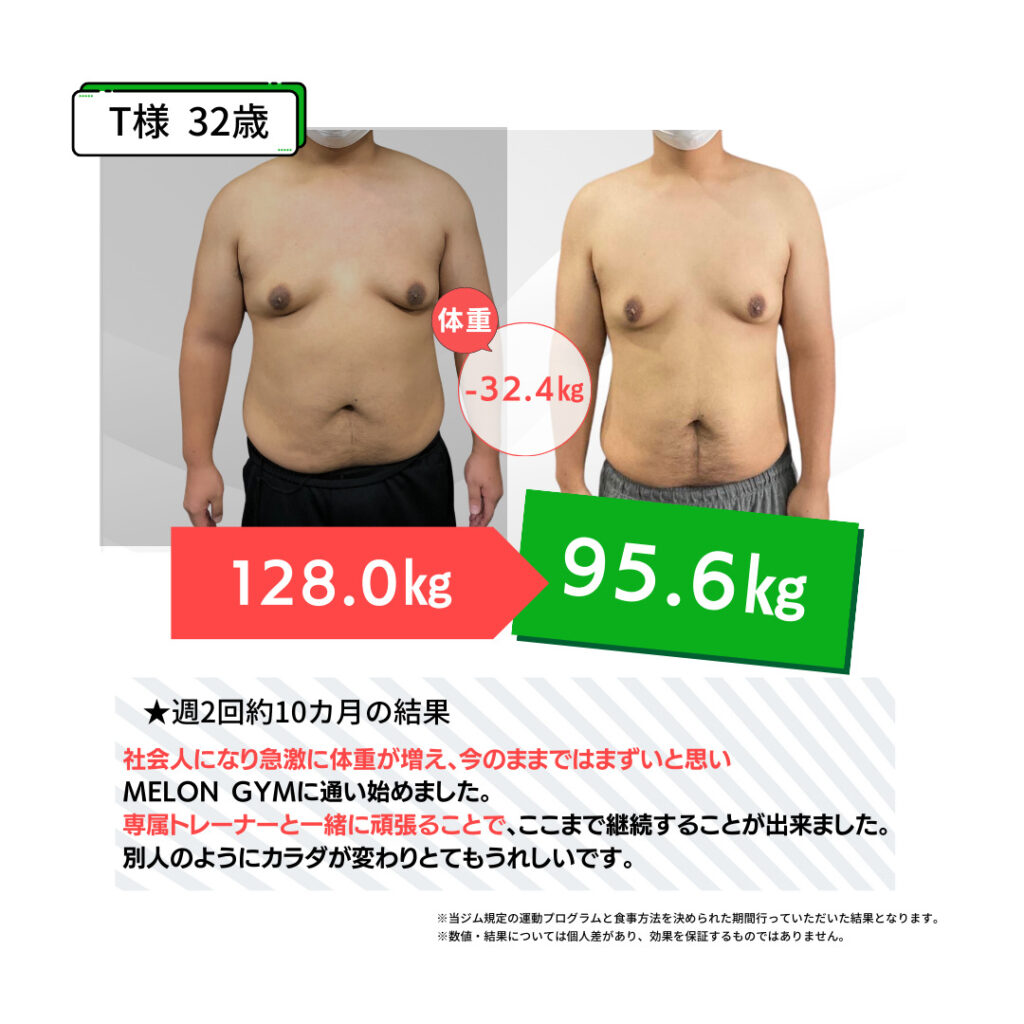 T様 32歳
体重
-32.4kg
128.0kg
95.6kg
★週2回約10カ月の結果
社会人になり急激に体重が増え、今のままではまずいと思い
MELON GYMに通い始めました。
専属トレーナーと一緒に頑張ることで、ここまで継続することが出来ました。
別人のようにカラダが変わりとてもうれしいです。
※当ジム規定の運動プログラムと食事方法を決められた期間行っていただいた結果となります。
※数値・結果については個人差があり、効果を保証するものではありません。